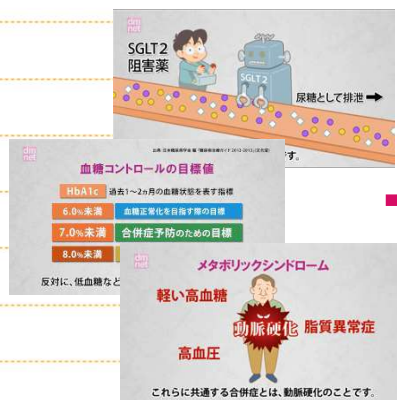 dm
net
SGLT2
阻害薬
SGLT2
尿糖として排泄
す。
dm
net
血糖コントロールの目標値
HbA1c 過去1~2ヵ月の血糖状態を表す指標
6.0%未満 血糖正常化を目指す際の目標
7.0%未満 合併症予防のための目標
8.0%未満
反対に、低血糖など
dm
net
メタボリックシンドローム
軽い高血糖
動脈硬化 脂質異常症
高血圧
これらに共通する合併症とは、動脈硬化のことです。